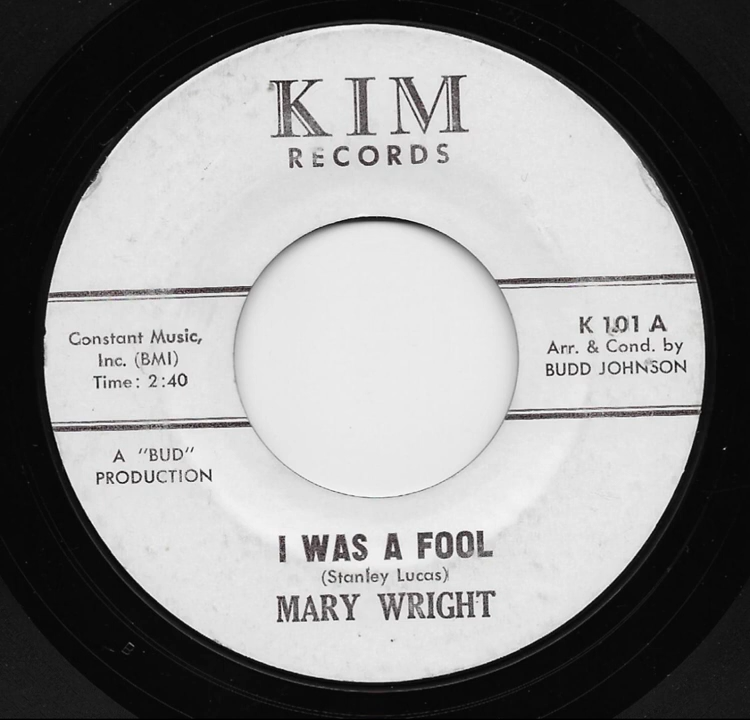 KIM
RECORDS
Constant Music,
Inc. (BMI)
Time: 2:40
K 101 A
Arr. & Cond. by
BUDD JOHNSON
A "BUD"
PRODUCTION
I WAS A FOOL
(Stanley Lucas)
MARY WRIGHT